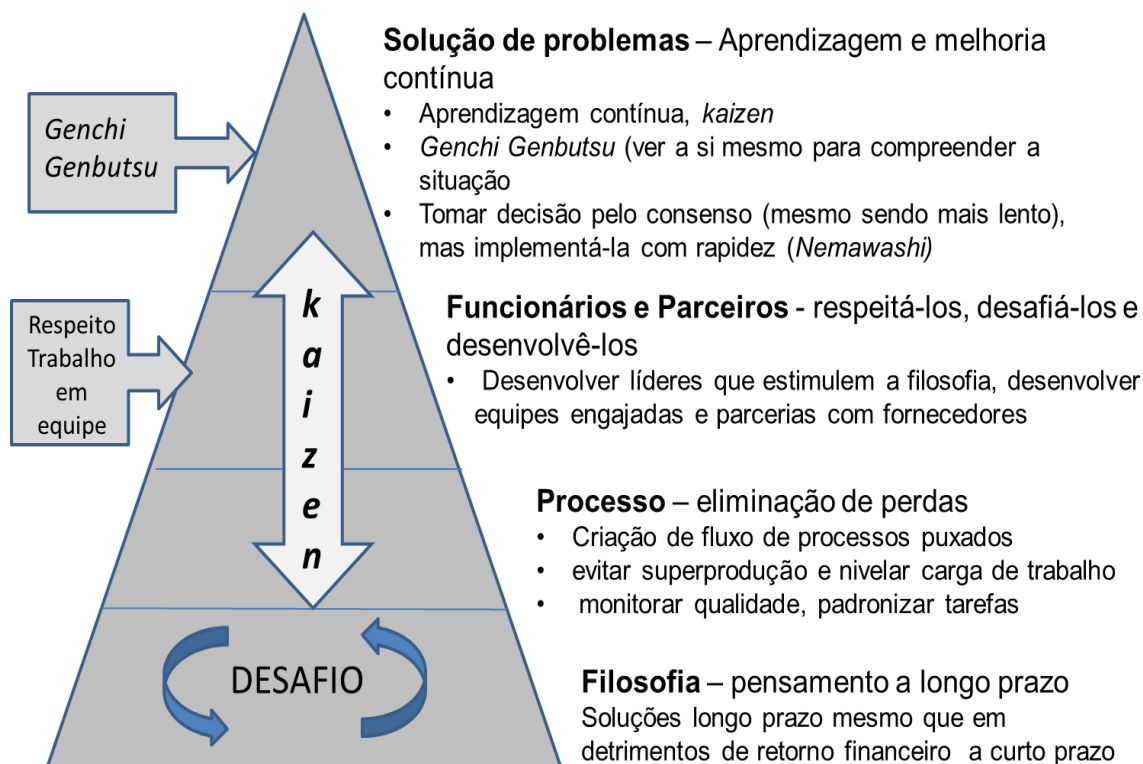 Solução de problemas – Aprendizagem e melhoria
contínua
• Aprendizagem contínua, kaizen
• Genchi Genbutsu (ver a si mesmo para compreender a
situação
• Tomar decisão pelo consenso (mesmo sendo mais lento),
mas implementá-la com rapidez (Nemawashi)
Genchi
Genbutsu
Funcionários e Parceiros - respeitá-los, desafiá-los e
desenvolvê-los
• Desenvolver líderes que estimulem a filosofia, desenvolver
equipes engajadas e parcerias com fornecedores
Respeito
Trabalho
em
equipe
k
a
i
z
e
n
Processo – eliminação de perdas
• Criação de fluxo de processos puxados
• evitar superprodução e nivelar carga de trabalho
• monitorar qualidade, padronizar tarefas
DESAFIO
Filosofia – pensamento a longo prazo
Soluções longo prazo mesmo que em
detrimentos de retorno financeiro a curto prazo